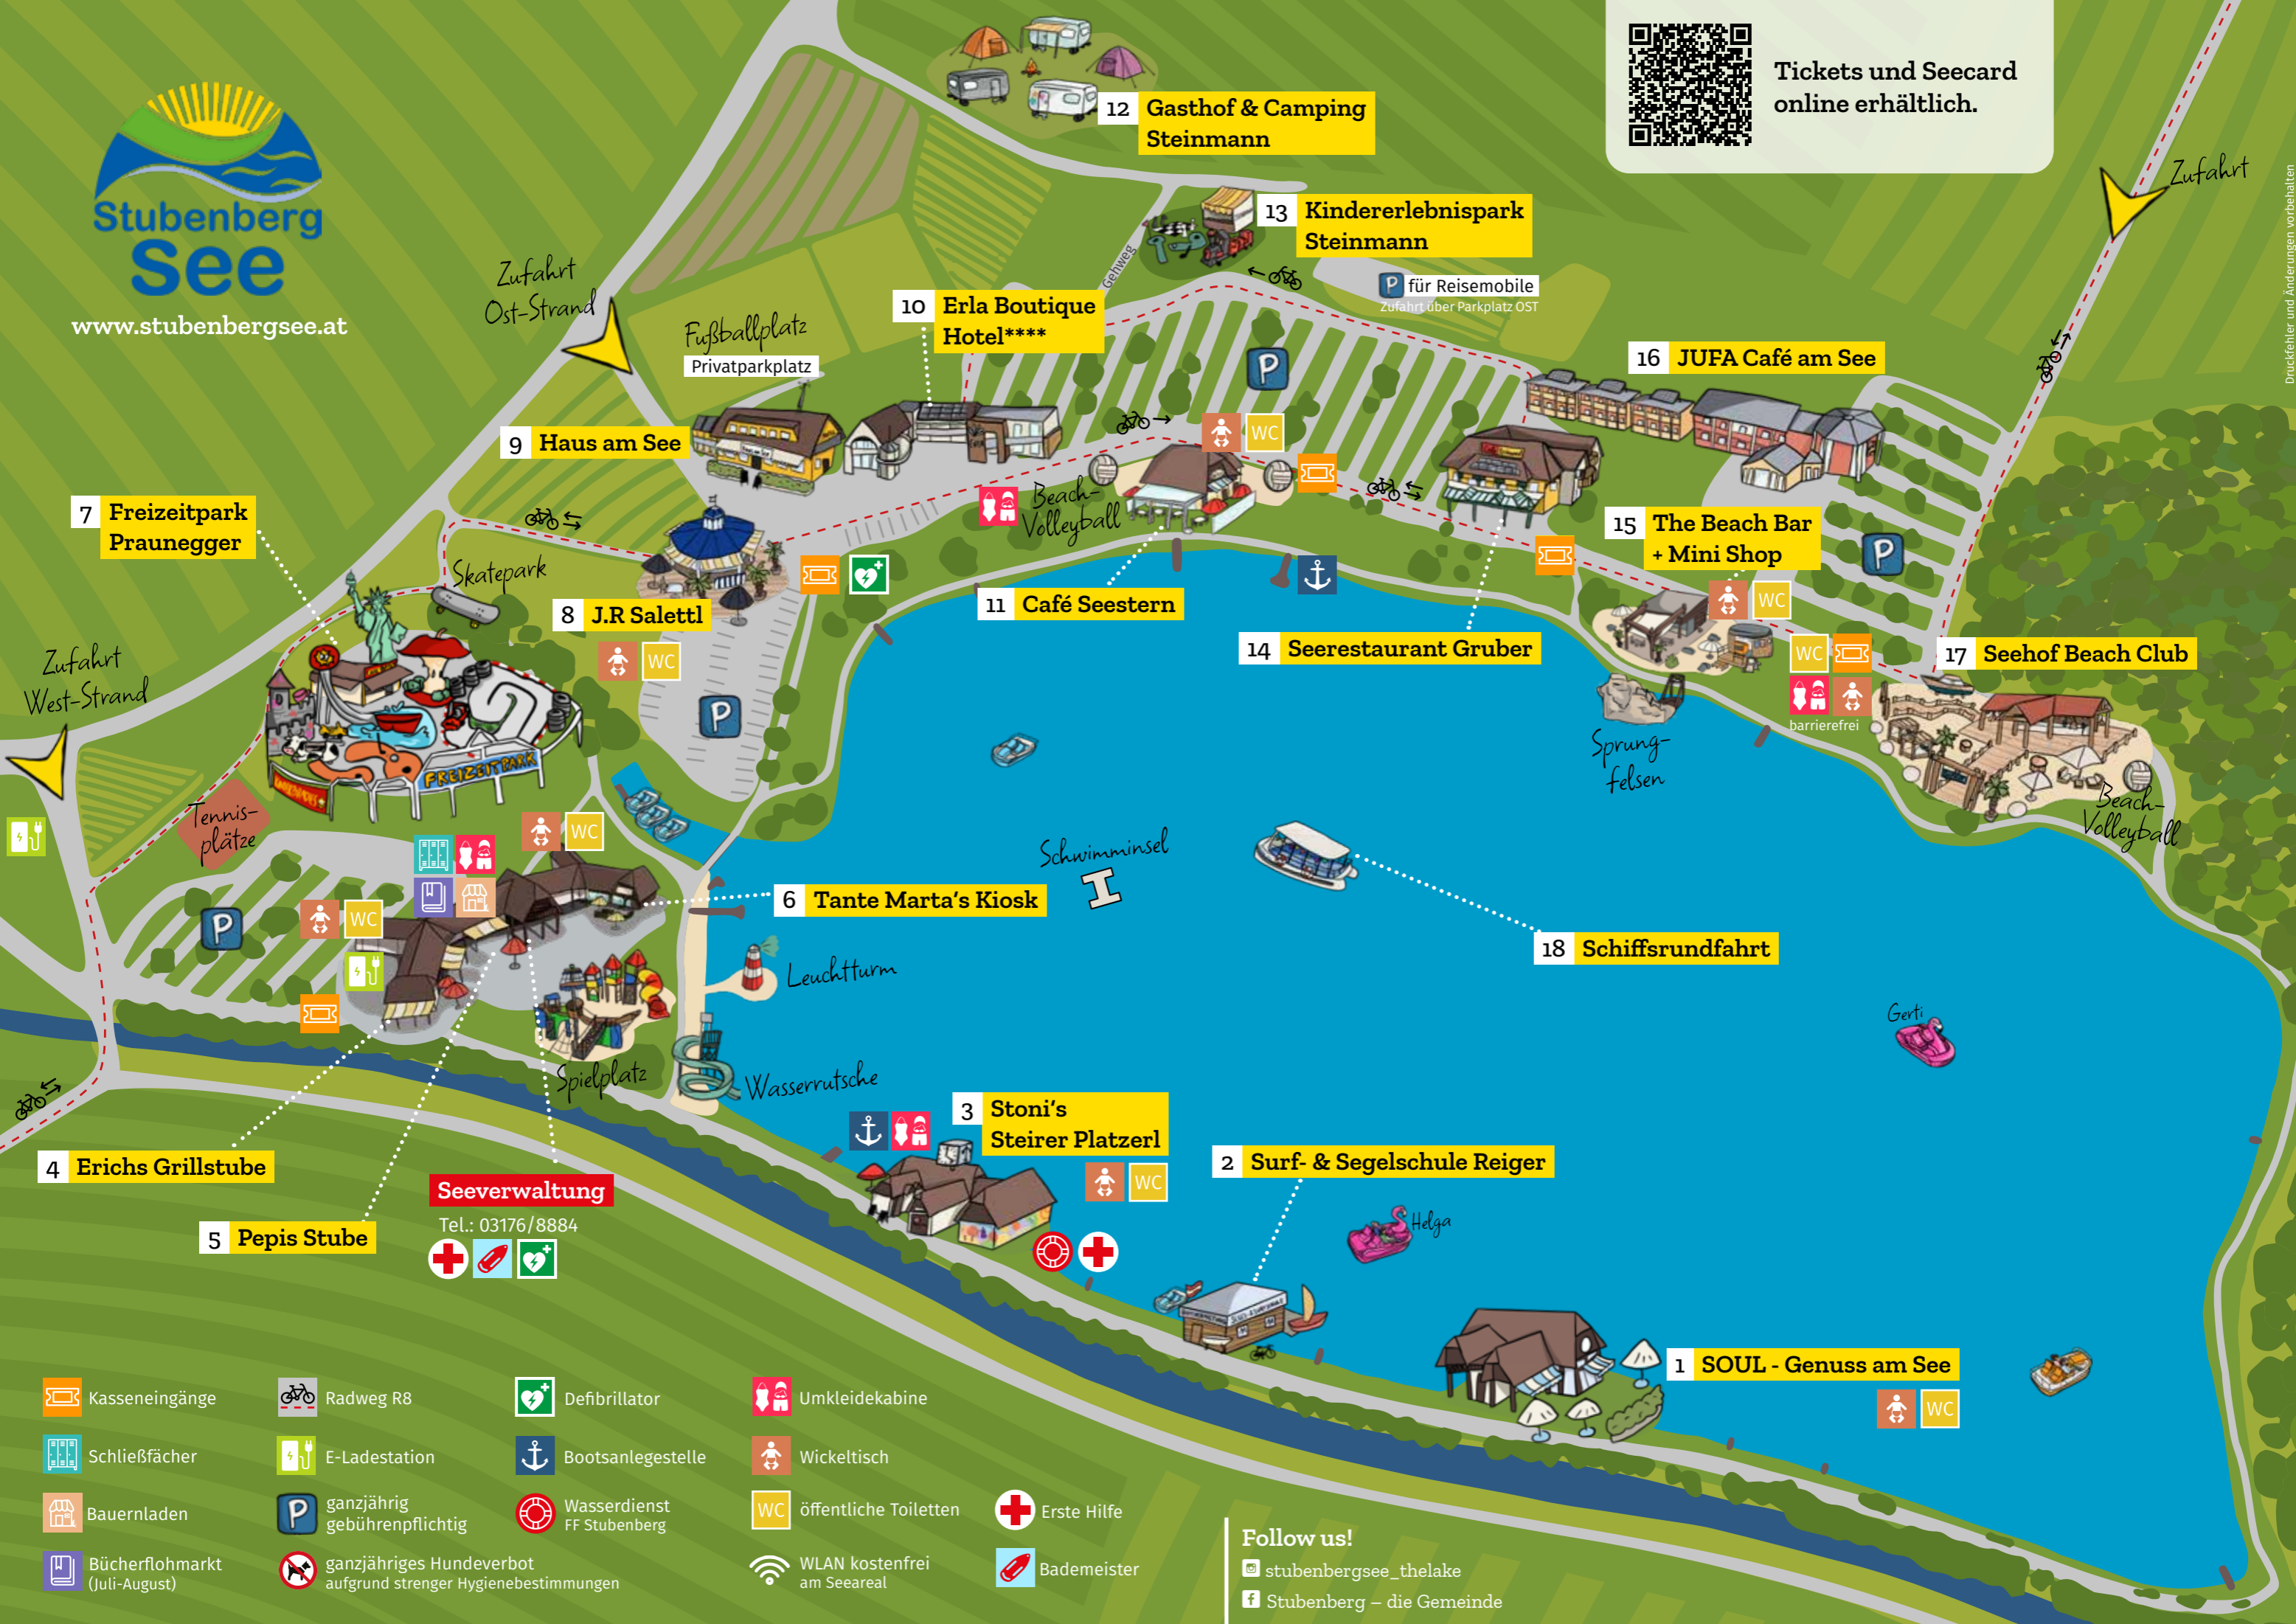 Stubenberg
See
www.stubenbergsee.at
Tickets und Seecard
online erhältlich.
Zufahrt
Druckfehler und Änderungen vorbehalten
12 Gasthof & Camping
Steinmann
13 Kindererlebnispark
Steinmann
Gehweg
P für Reisemobile
Zufahrt über Parkplatz OST
Zufahrt
Ost-Strand
Fußballplatz
Privatparkplatz
10 Erla Boutique
Hotel****
P
16 JUFA Café am See
9 Haus am See
WC
7 Freizeitpark
Praunegger
Skatepark
Beach-
Volleyball
15 The Beach Bar
+ Mini Shop
P
WC
8 J.R Salettl
WC
11 Café Seestern
14 Seerestaurant Gruber
WC
barrierefrei
17 Seehof Beach Club
Zufahrt
West-Strand
P
FREIZEITPARK
Sprung-
felsen
Beach-
Volleyball
Tennis-
plätze
WC
Schwimminsel
P
WC
6 Tante Marta's Kiosk
18 Schiffsrundfahrt
Leuchtturm
Gerti
Spielplatz
Wasserrutsche
3 Stoni's
Steirer Platzerl
WC
4 Erichs Grillstube
2 Surf- & Segelschule Reiger
Seeverwaltung
Tel.: 03176/8884
5 Pepis Stube
Helga
1 SOUL - Genuss am See
WC
Kasseneingänge
Radweg R8
Defibrillator
Umkleidekabine
Schließfächer
E-Ladestation
Bootsanlegestelle
Wickeltisch
Bauernladen
P ganzjährig
gebührenpflichtig
Wasserdienst
FF Stubenberg
WC öffentliche Toiletten
Erste Hilfe
Bücherflohmarkt
(Juli-August)
ganzjähriges Hundeverbot
aufgrund strenger Hygienebestimmungen
WLAN kostenfrei
am Seeareal
Bademeister
Follow us!
stubenbergsee_thelake
Stubenberg – die Gemeinde